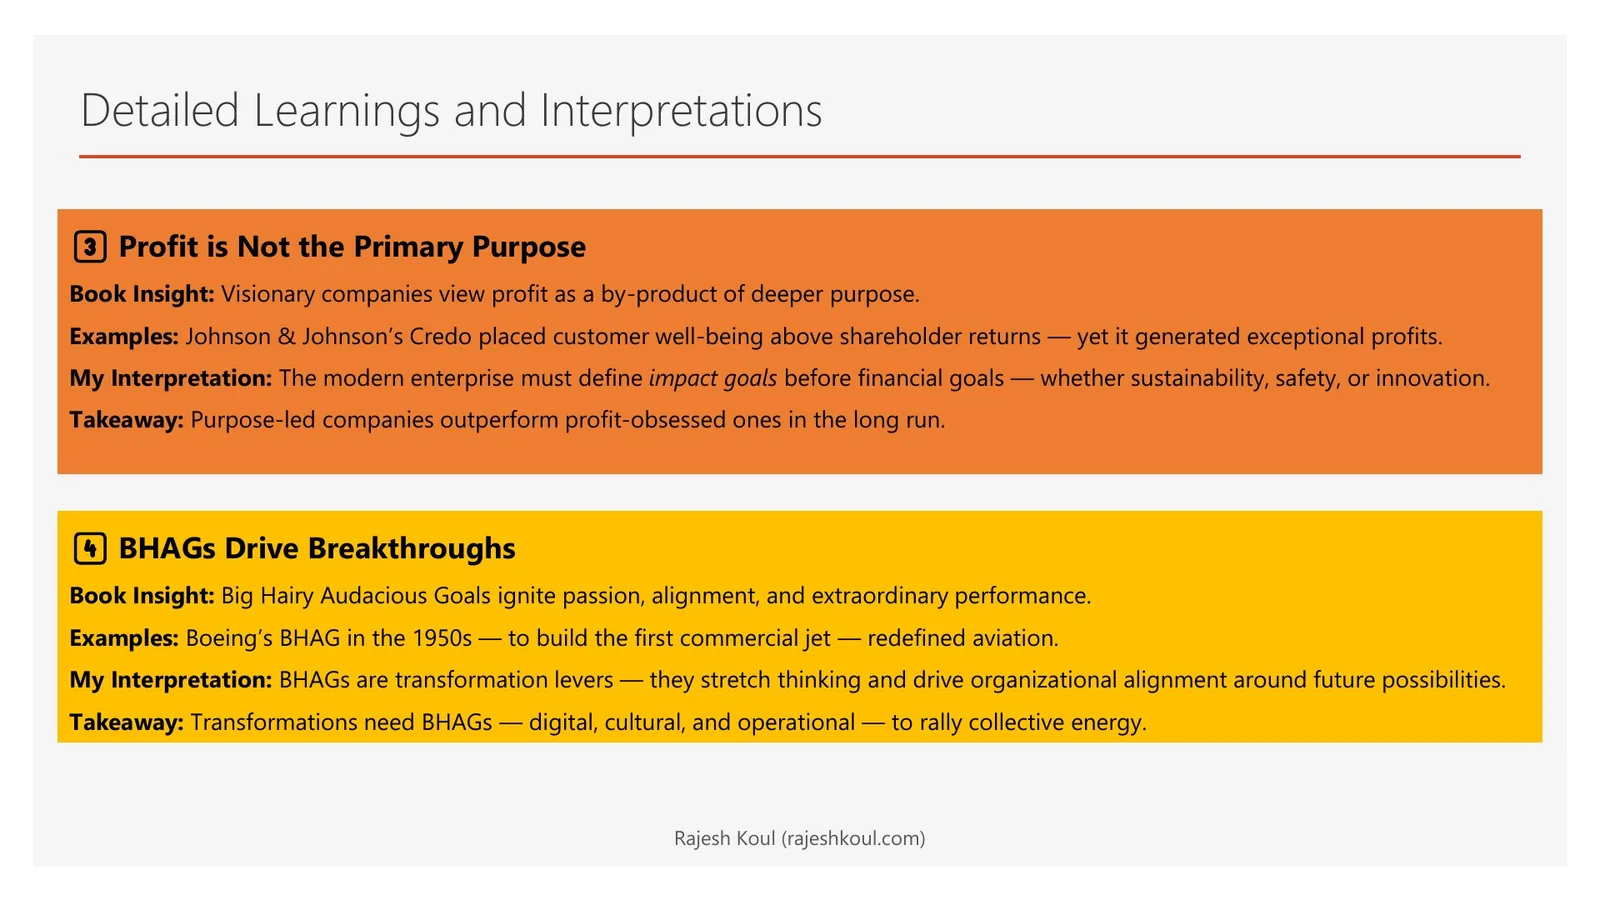 Detailed Learnings and Interpretations
3 Profit is Not the Primary Purpose
Book Insight: Visionary companies view profit as a by-product of deeper purpose.
Examples: Johnson & Johnson’s Credo placed customer well-being above shareholder returns — yet it generated exceptional profits.
My Interpretation: The modern enterprise must define impact goals before financial goals — whether sustainability, safety, or innovation.
Takeaway: Purpose-led companies outperform profit-obsessed ones in the long run.
4 BHAGs Drive Breakthroughs
Book Insight: Big Hairy Audacious Goals ignite passion, alignment, and extraordinary performance.
Examples: Boeing’s BHAG in the 1950s — to build the first commercial jet — redefined aviation.
My Interpretation: BHAGs are transformation levers — they stretch thinking and drive organizational alignment around future possibilities.
Takeaway: Transformations need BHAGs — digital, cultural, and operational — to rally collective energy.
Rajesh Koul (rajeshkoul.com)